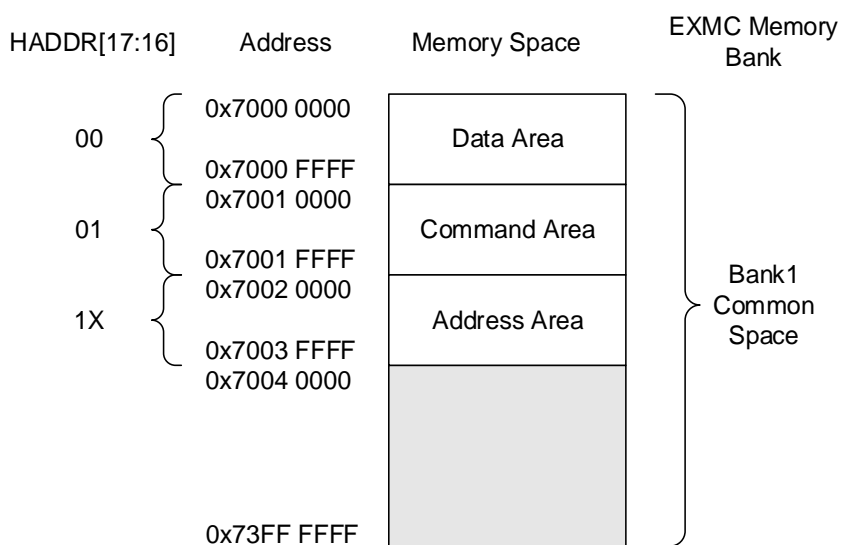 HADDR[17:16] Address Memory Space EXMC Memory
Bank
0x7000 0000
00 Data Area
0x7000 FFFF
0x7001 0000
01 Command Area
0x7001 FFFF
0x7002 0000
1X Address Area
0x7003 FFFF
0x7004 0000
Bank1
Common
Space
0x73FF FFFF